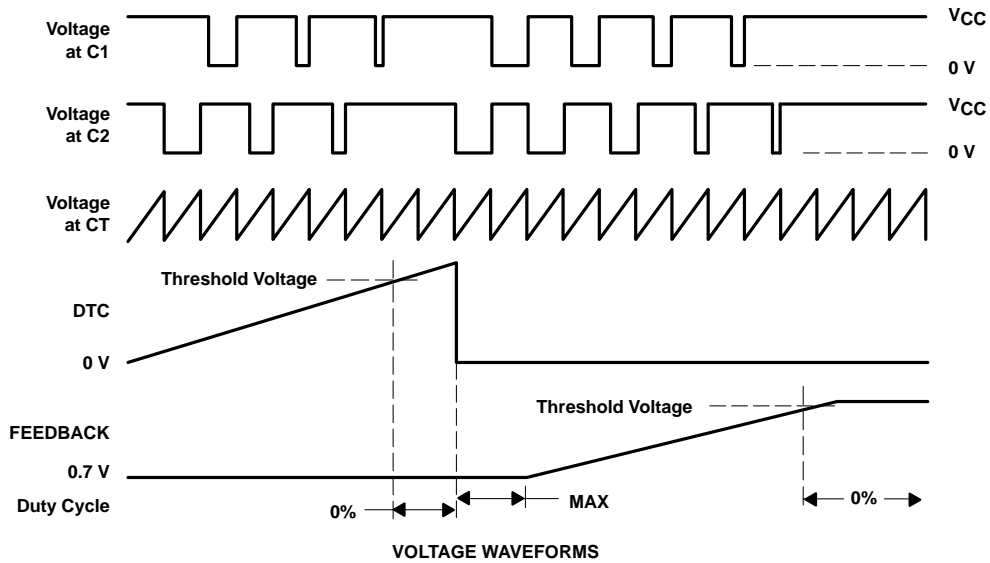 Voltage
at C1
VCC
0 V
Voltage
at C2
VCC
0 V
Voltage
at CT
Threshold Voltage
DTC
0 V
Threshold Voltage
FEEDBACK
0.7 V
Duty Cycle
0%
MAX
0%
VOLTAGE WAVEFORMS